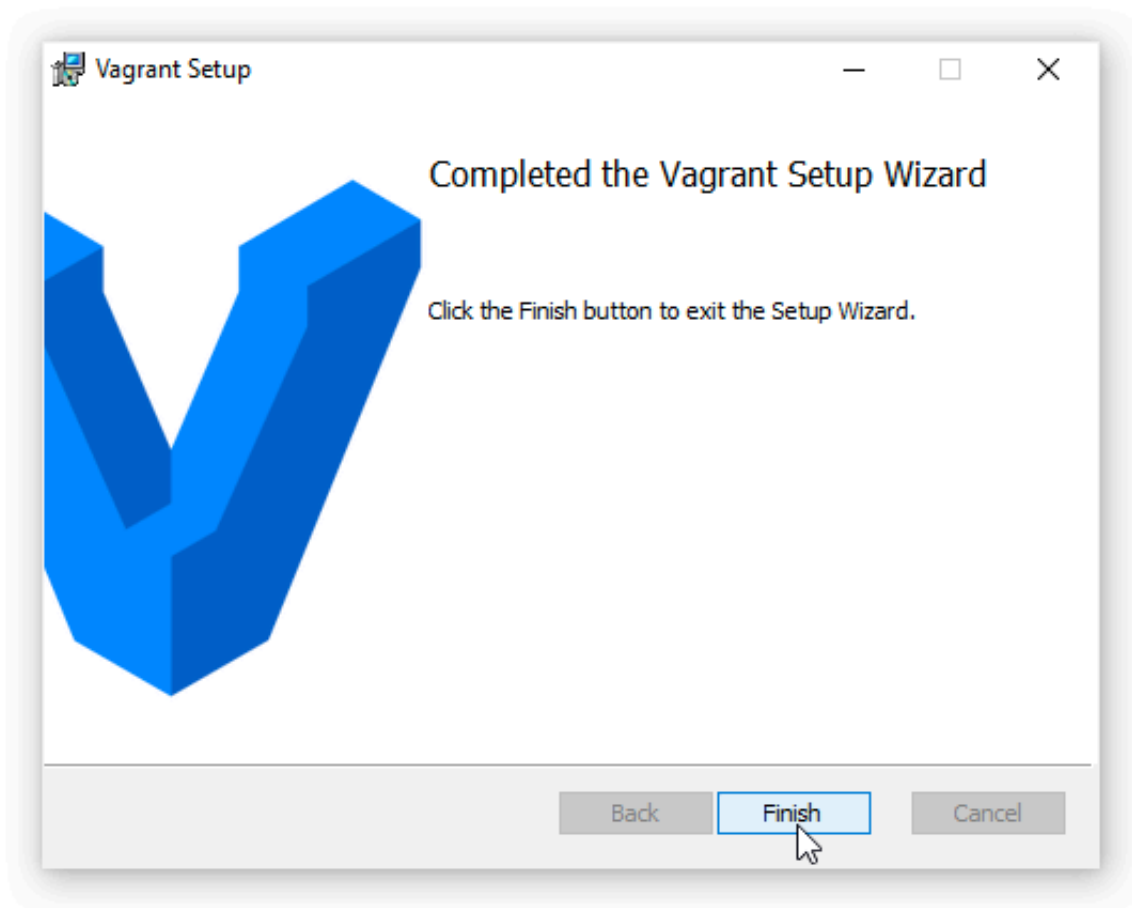 Vagrant Setup
Completed the Vagrant Setup Wizard
Click the Finish button to exit the Setup Wizard.
Back
Finish
Cancel